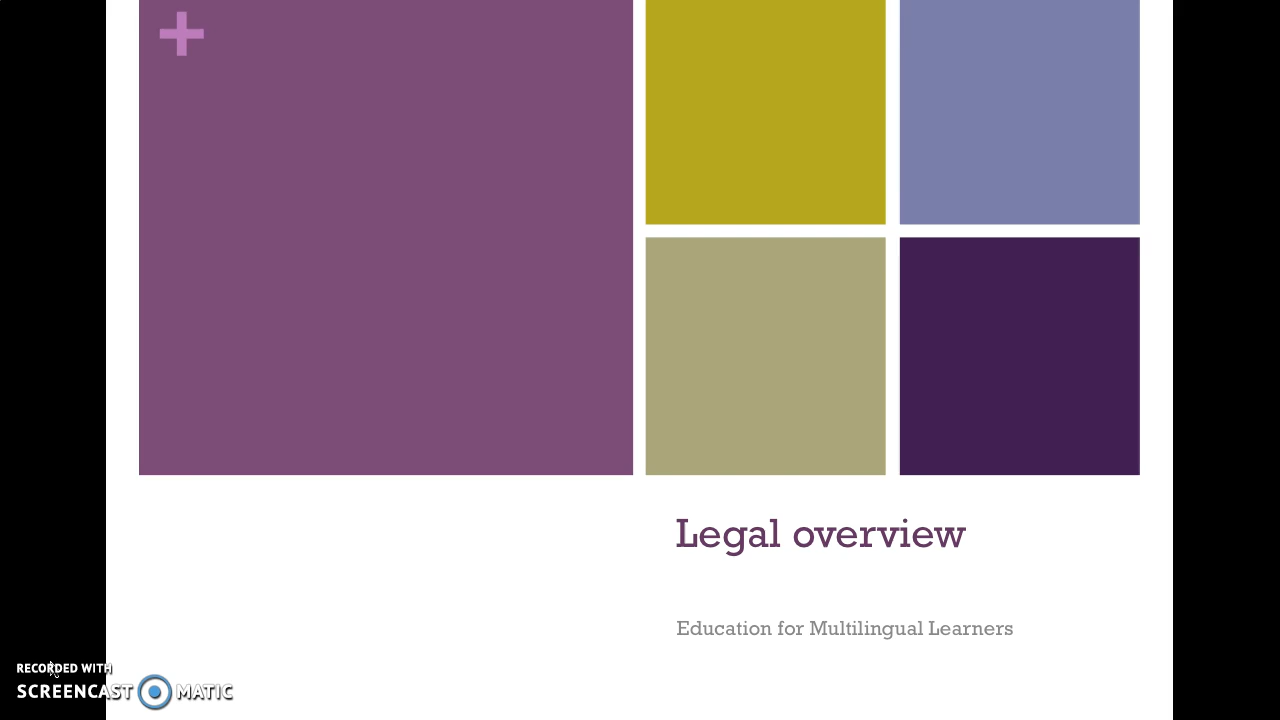 +
Legal overview
Education for Multilingual Learners
RECORDED WITH
SCREENCAST MATIC